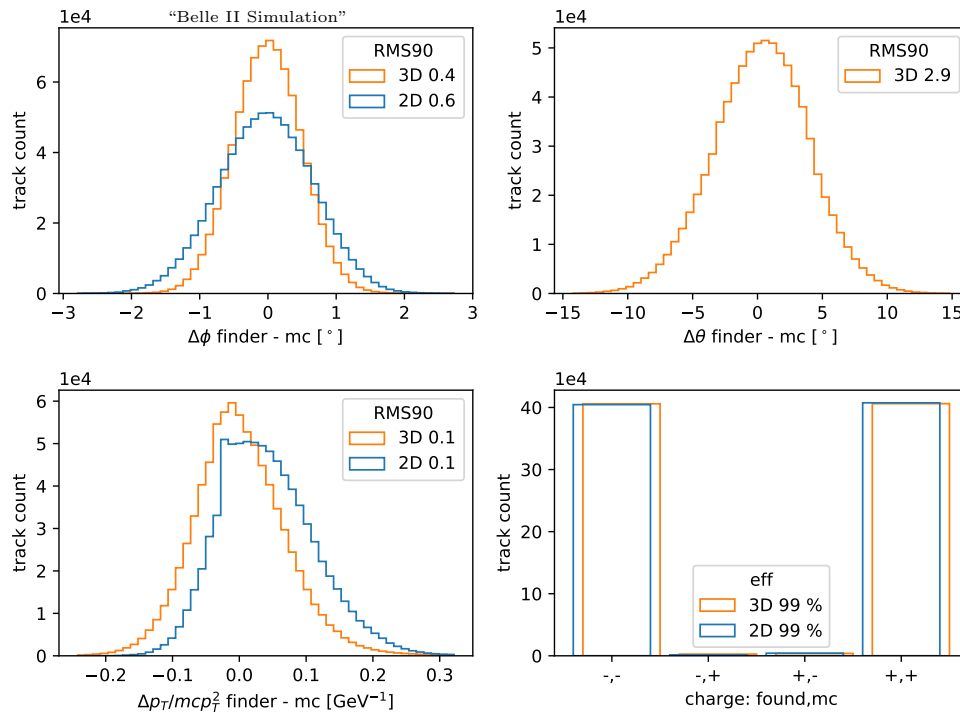 “Belle II Simulation”
1e4
RMS90
3D 0.4
2D 0.6
track count
6
4
2
0
−3 −2 −1 0 1 2 3
Δϕ finder - mc [°]
1e4
RMS90
3D 2.9
track count
5
4
3
2
1
0
−15 −10 −5 0 5 10 15
Δθ finder - mc [°]
1e4
RMS90
3D 0.1
2D 0.1
track count
6
5
4
3
2
1
0
−0.2 −0.1 0.0 0.1 0.2 0.3
Δp_T/mcp_T^2 finder - mc [GeV⁻¹]
1e4
track count
40
30
20
10
0
eff
3D 99 %
2D 99 %
-,- -,+ +,- +,+
charge: found,mc